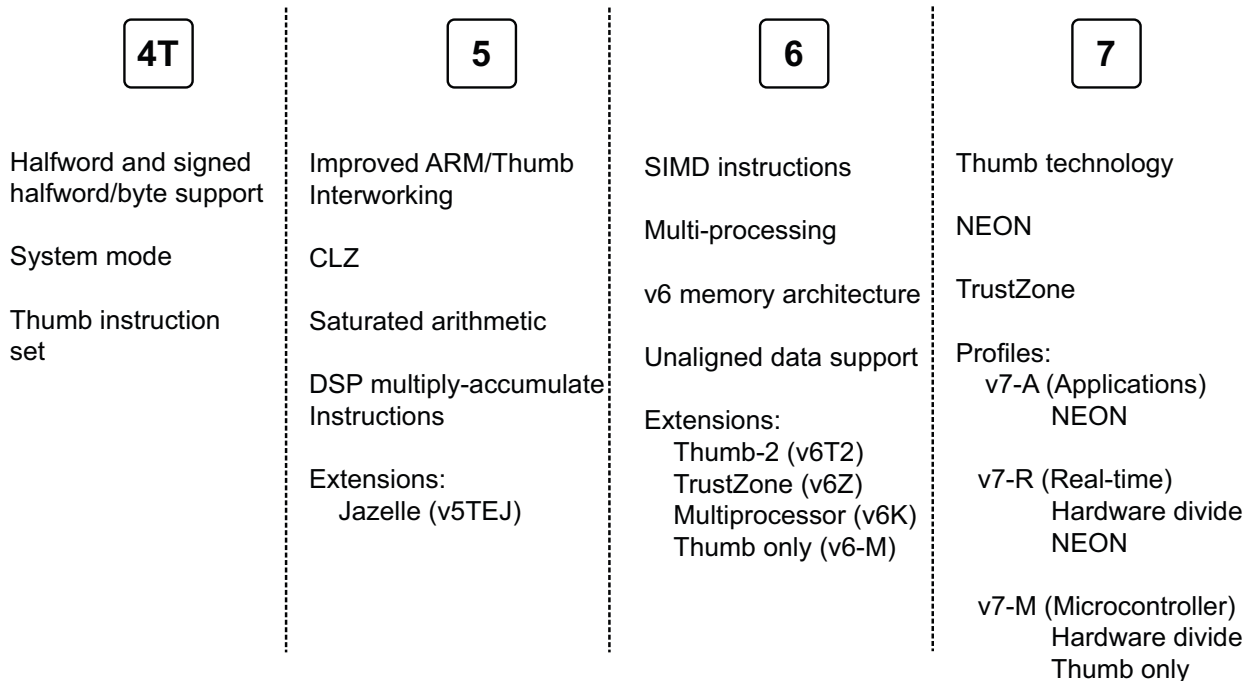 4T
Halfword and signed
halfword/byte support
System mode
Thumb instruction
set
5
Improved ARM/Thumb
Interworking
CLZ
Saturated arithmetic
DSP multiply-accumulate
Instructions
Extensions:
Jazelle (v5TEJ)
6
SIMD instructions
Multi-processing
v6 memory architecture
Unaligned data support
Extensions:
Thumb-2 (v6T2)
TrustZone (v6Z)
Multiprocessor (v6K)
Thumb only (v6-M)
7
Thumb technology
NEON
TrustZone
Profiles:
v7-A (Applications)
NEON
v7-R (Real-time)
Hardware divide
NEON
v7-M (Microcontroller)
Hardware divide
Thumb only